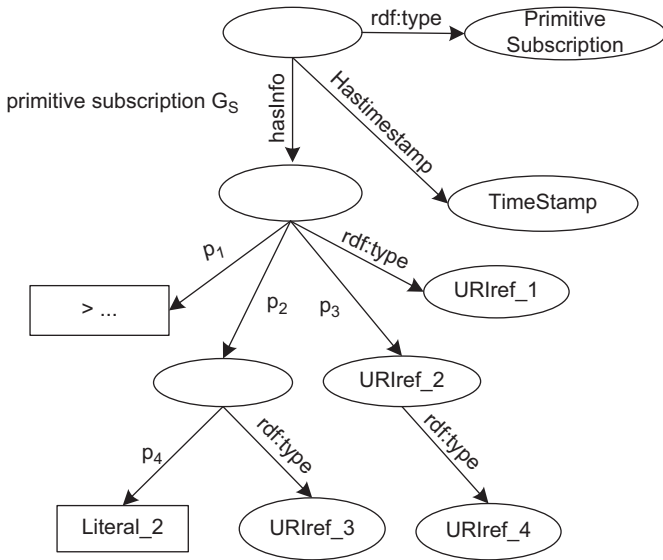 rdf:type
Primitive
Subscription
primitive subscription G_S
hasInfo
Hastimestamp
TimeStamp
p_1
rdf:type
> ...
p_2
p_3
URIref_1
URIref_2
p_4
rdf:type
rdf:type
Literal_2
URIref_3
URIref_4